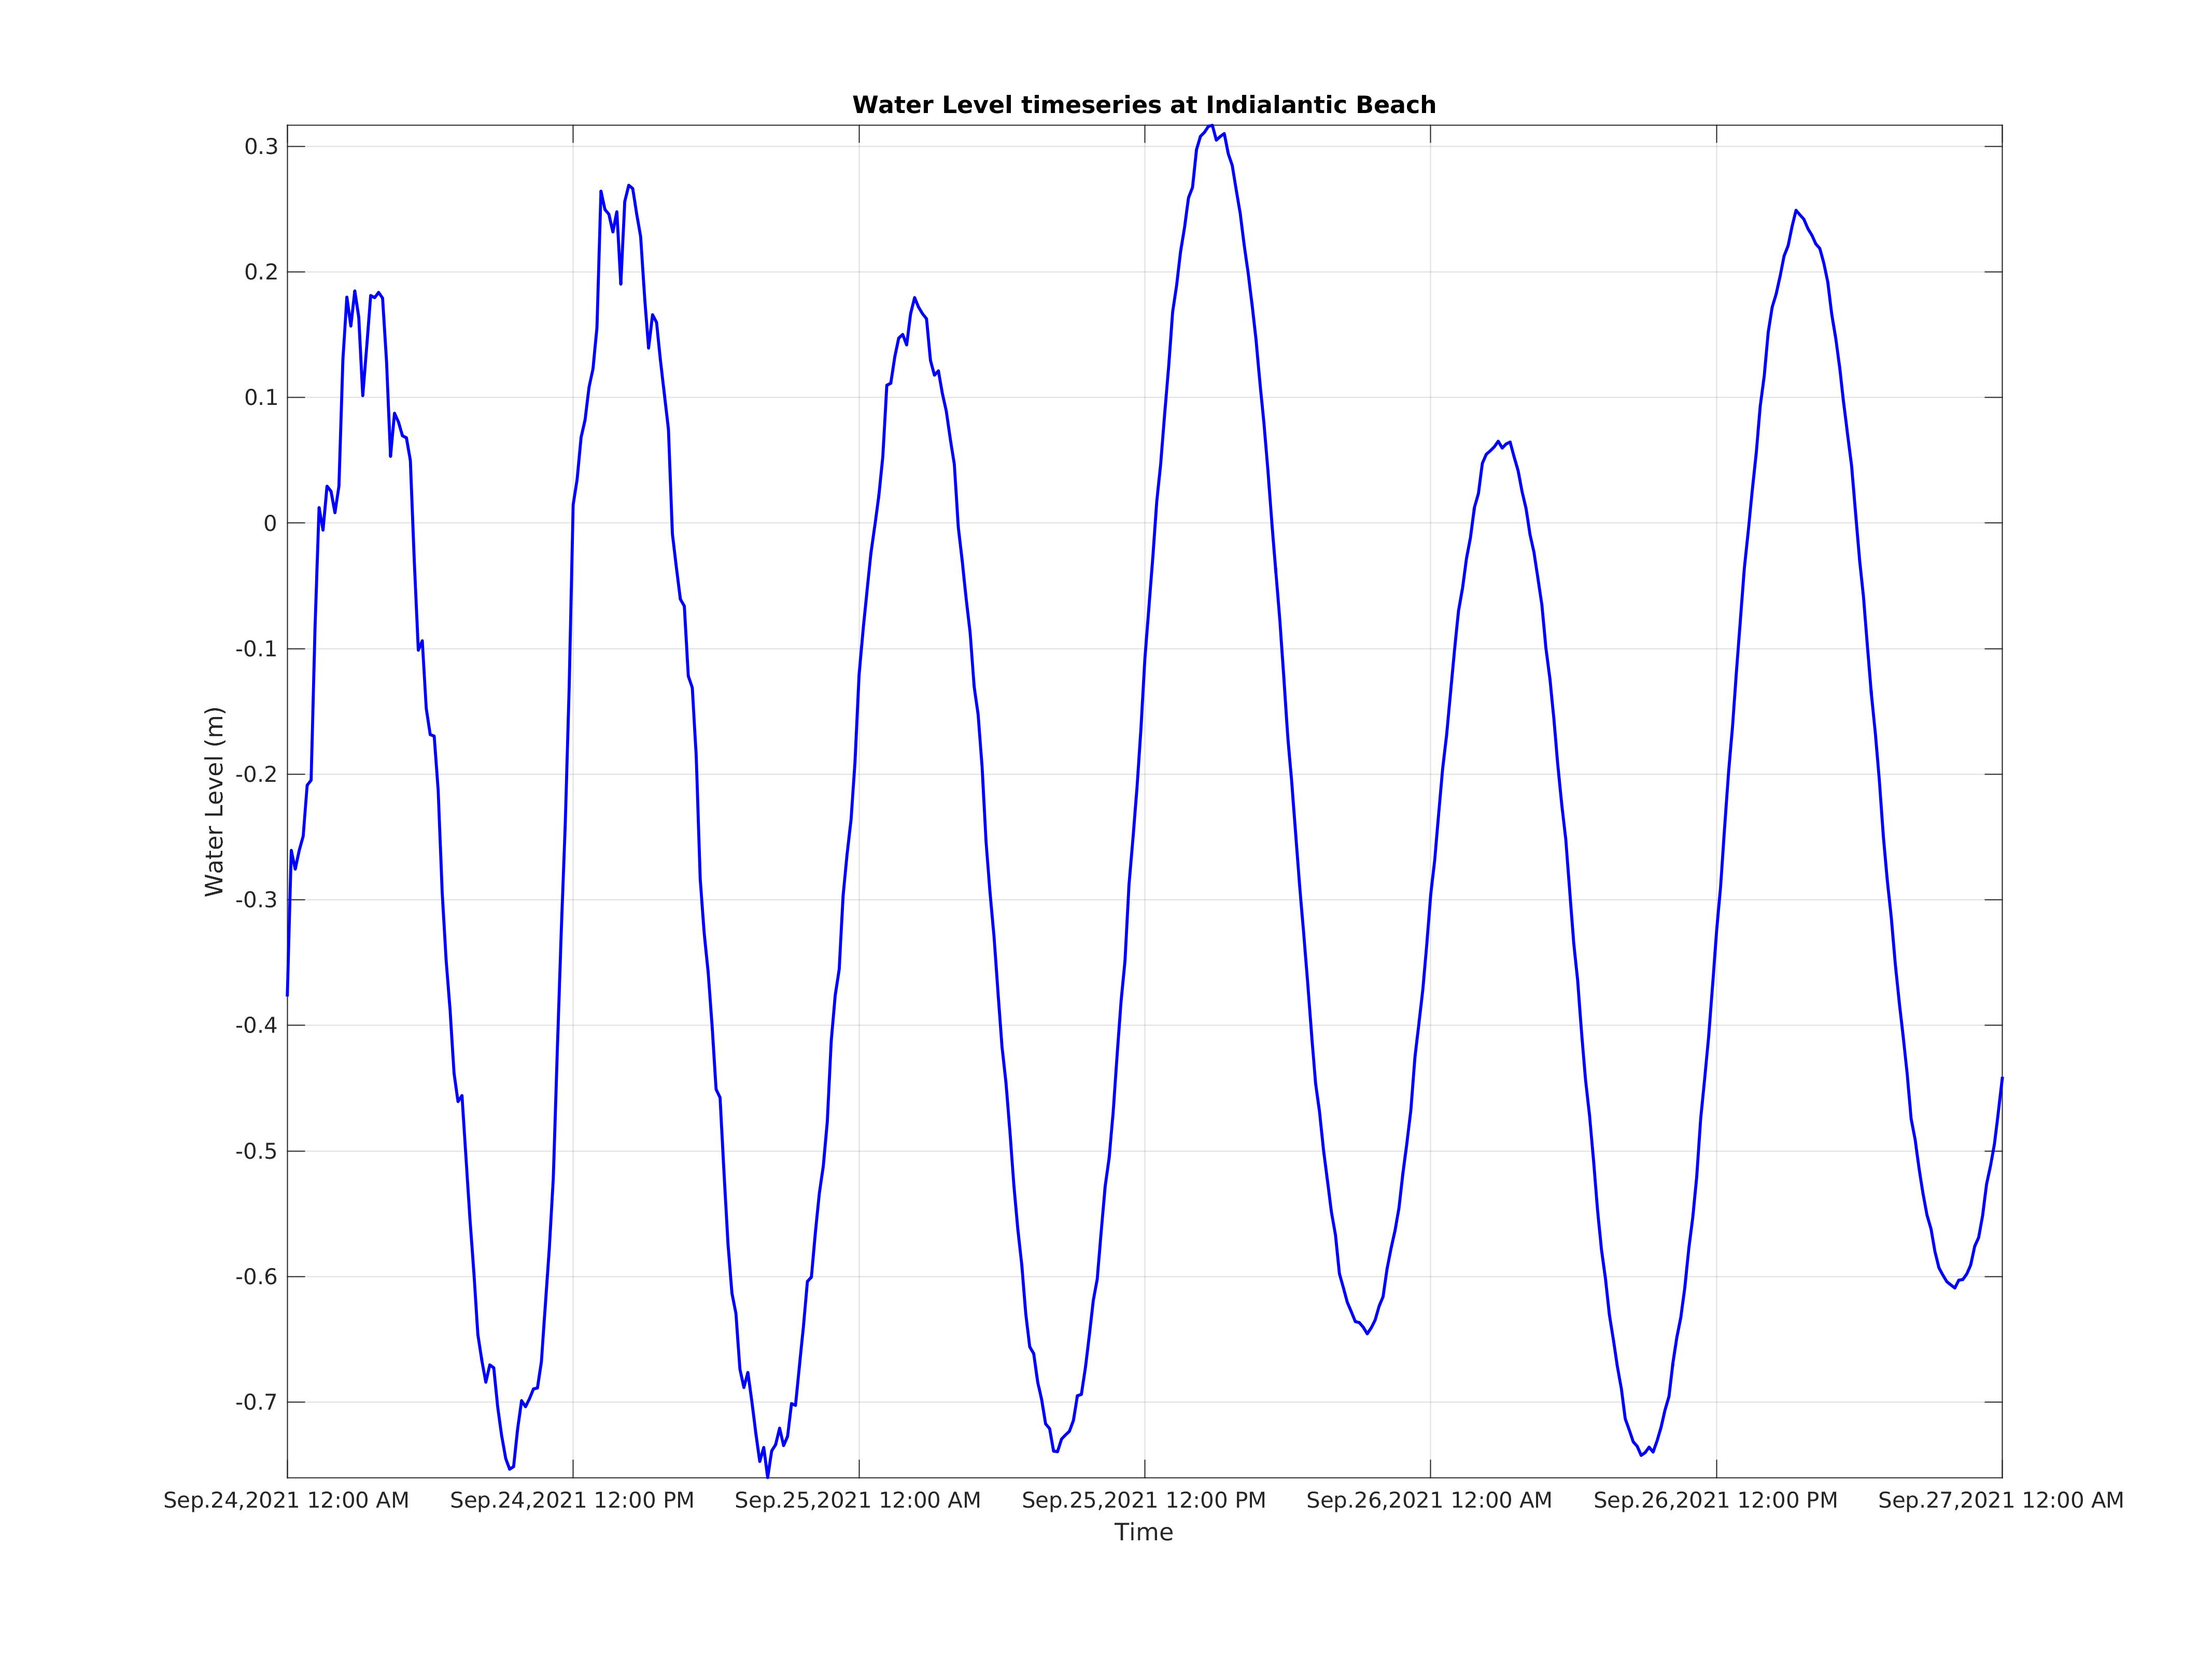 Water Level timeseries at Indialantic Beach
0.3
0.2
0.1
0
-0.1
-0.2
-0.3
-0.4
-0.5
-0.6
-0.7
Water Level (m)
Sep.24,2021 12:00 AM Sep.24,2021 12:00 PM Sep.25,2021 12:00 AM Sep.25,2021 12:00 PM Sep.26,2021 12:00 AM Sep.26,2021 12:00 PM Sep.27,2021 12:00 AM
Time